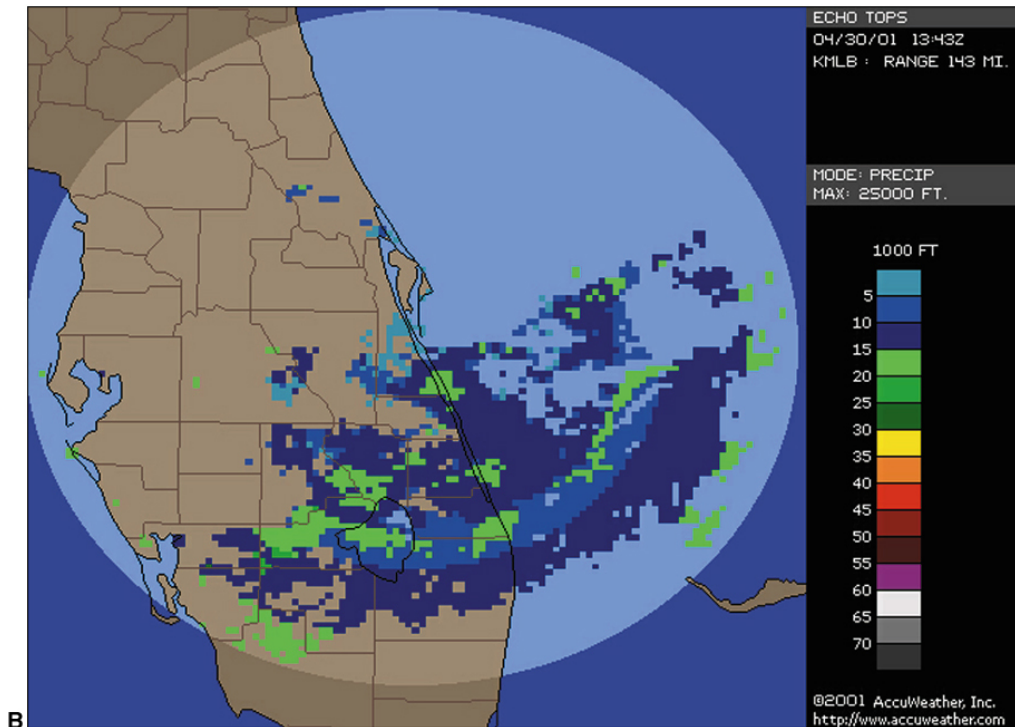 ECHO TOPS
04/30/01 13:43Z
KMLB : RANGE 143 MI.
MODE: PRECIP
MAX: 25000 FT.
1000 FT
5
10
15
20
25
30
35
40
45
50
55
60
65
70
©2001 AccuWeather, Inc.
http://www.accuweather.com
B